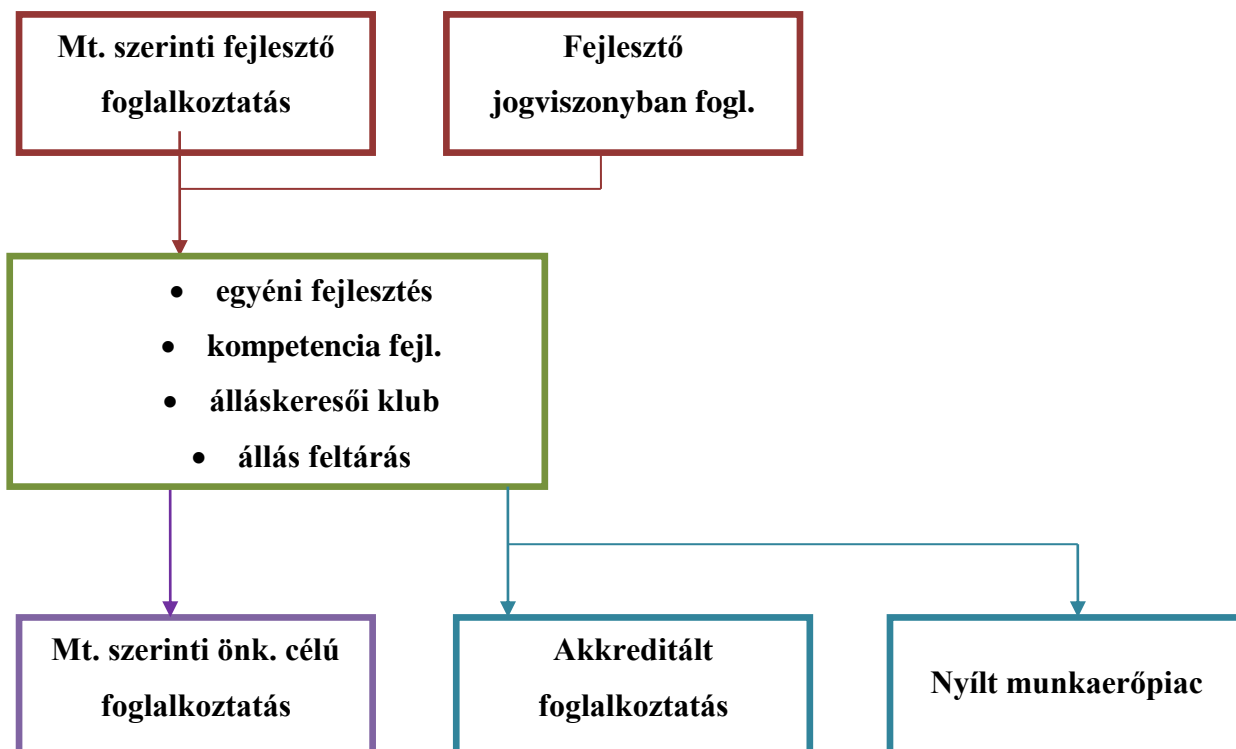 Mt. szerinti fejlesztő
foglalkoztatás
Fejlesztő
jogviszonyban fogl.
• egyéni fejlesztés
• kompetencia fejl.
• álláskeresői klub
• állás feltárás
Mt. szerinti önk. célú
foglalkoztatás
Akkreditált
foglalkoztatás
Nyílt munkaerőpiac